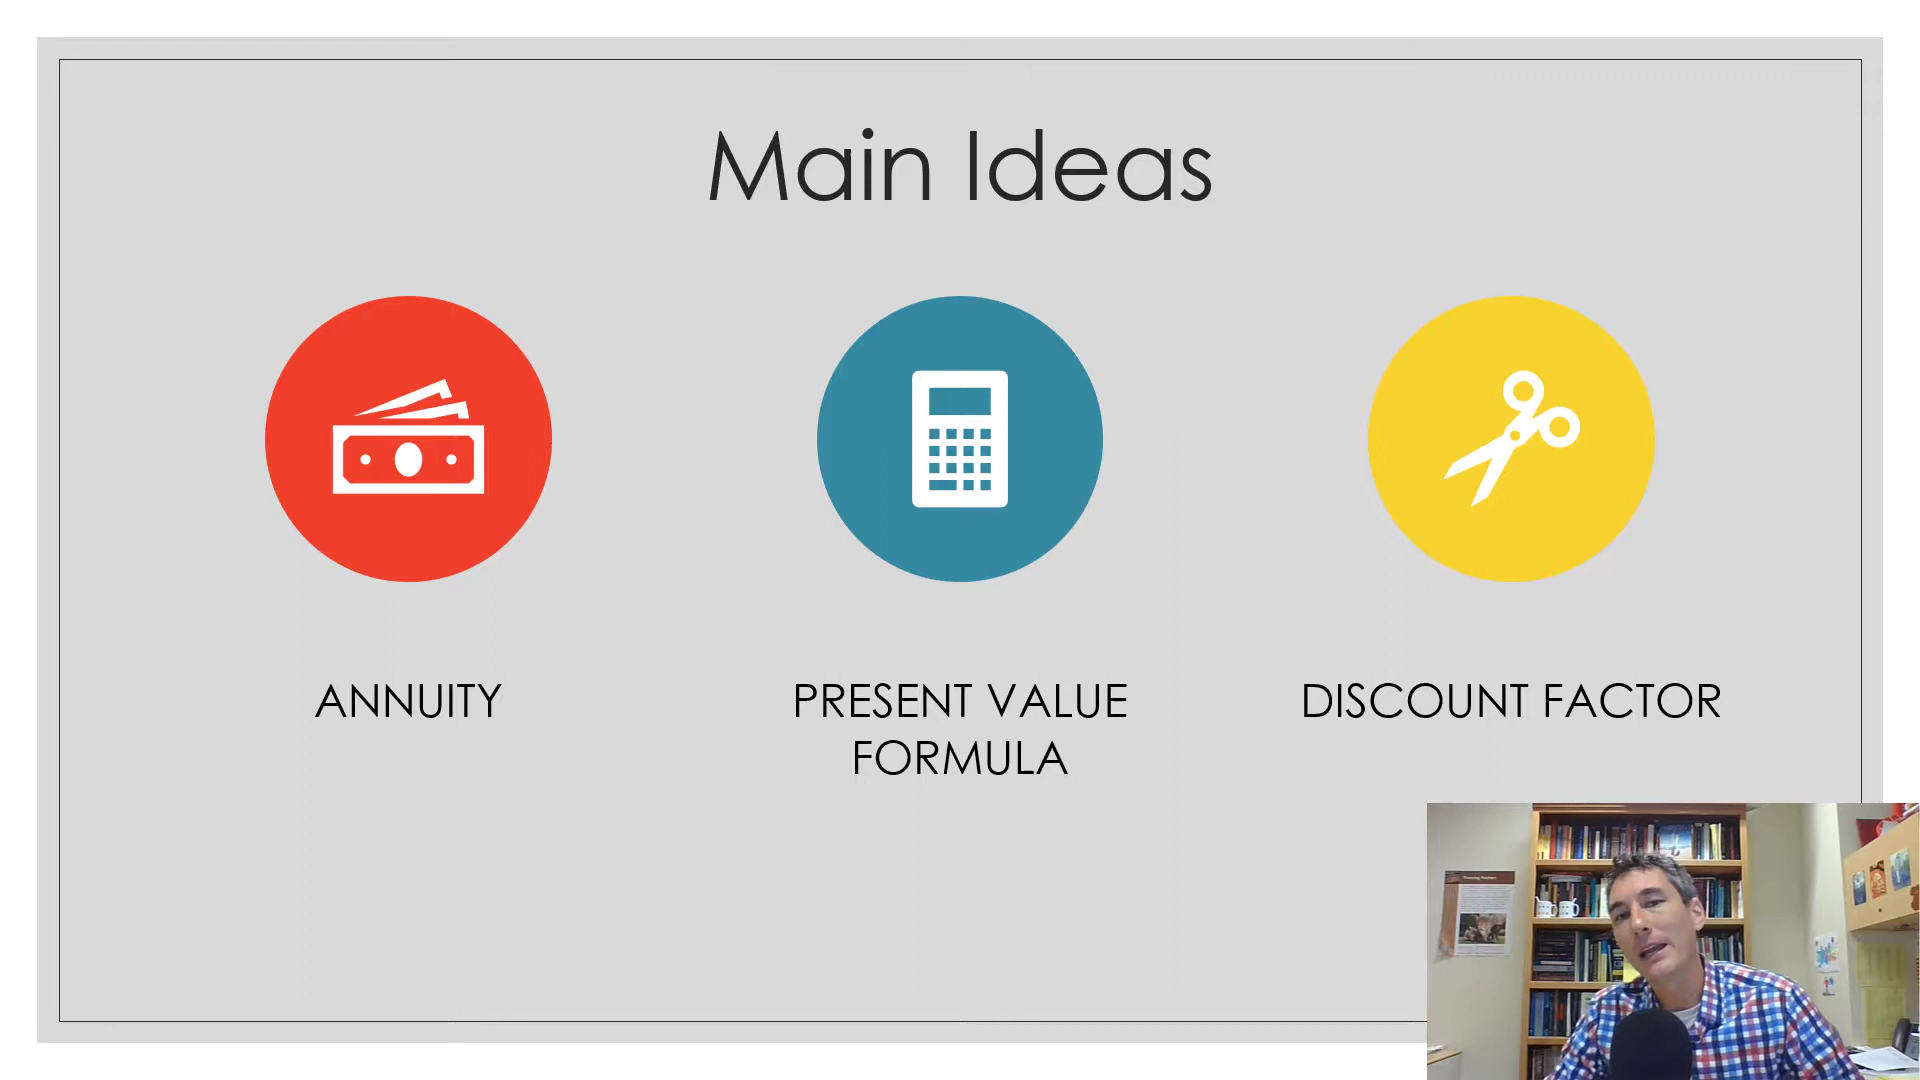 Main Ideas
ANNUITY
PRESENT VALUE
FORMULA
DISCOUNT FACTOR